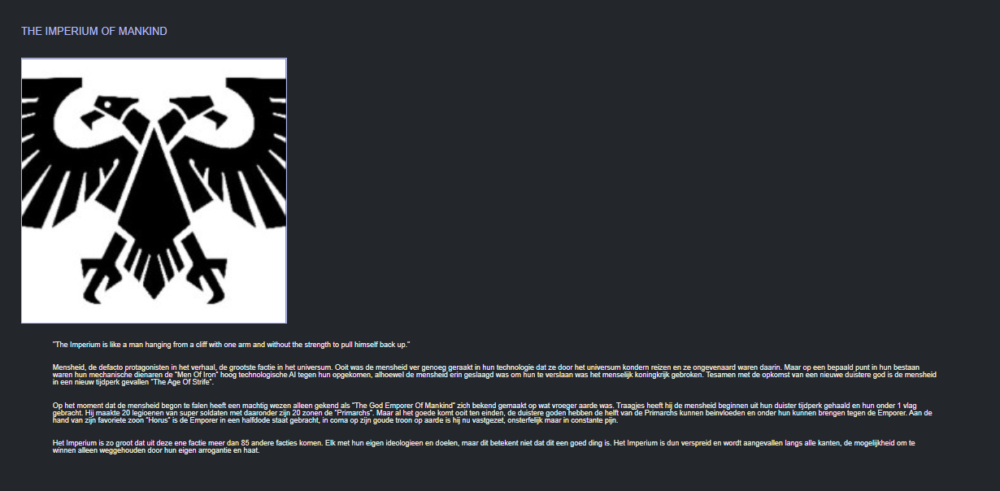 THE IMPERIUM OF MANKIND
"The Imperium is like a man hanging from a cliff with one arm and without the strength to pull himself back up."
Mensheid, de defacto protagonisten in het verhaal, de grootste factie in het universum. Ooit was de mensheid ver genoeg geraakt in hun technologie dat ze door het universum kondern reizen en ze ongevenaard waren daarin. Maar op een bepaald punt in hun bestaan
waren hun mechanische dienaren de "Men Of Iron" hoog technologische AI tegen hun opgekomen, alhoewel de mensheid erin geslaagd was om hun te verslaan was het menselijk koningkrijk gebroken. Tesamen met de opkomst van een nieuwe duistere god is de mensheid
in een nieuw tijdperk gevallen "The Age Of Strife".
Op het moment dat de mensheid begon te falen heeft een machtig wezen alleen gekend als "The God Emporer Of Mankind" zich bekend gemaakt op wat vroeger aarde was. Traagjes heeft hij de mensheid beginnen uit hun duister tijdperk gehaald en hun onder 1 vlag
gebracht. Hij maakte 20 legioenen van super soldaten met daaronder zijn 20 zonen de "Primarchs". Maar al het goede komt ooit ten einden, de duistere goden hebben de helft van de Primarchs kunnen beinvloeden en onder hun kunnen brengen tegen de Emporer. Aan de
hand van zijn favoriete zoon "Horus" is de Emporer in een halfdode staat gebracht, in coma op zijn goude troon op aarde is hij nu vastgezet, onsterfelijk maar in constante pijn.
Het Imperium is zo groot dat uit deze ene factie meer dan 85 andere facties komen. Elk met hun eigen ideologieen en doelen, maar dit betekent niet dat dit een goed ding is. Het Imperium is dun verspreid en wordt aangevallen langs alle kanten, de mogelijkheid om te
winnen alleen weggehouden door hun eigen arrogantie en haat.